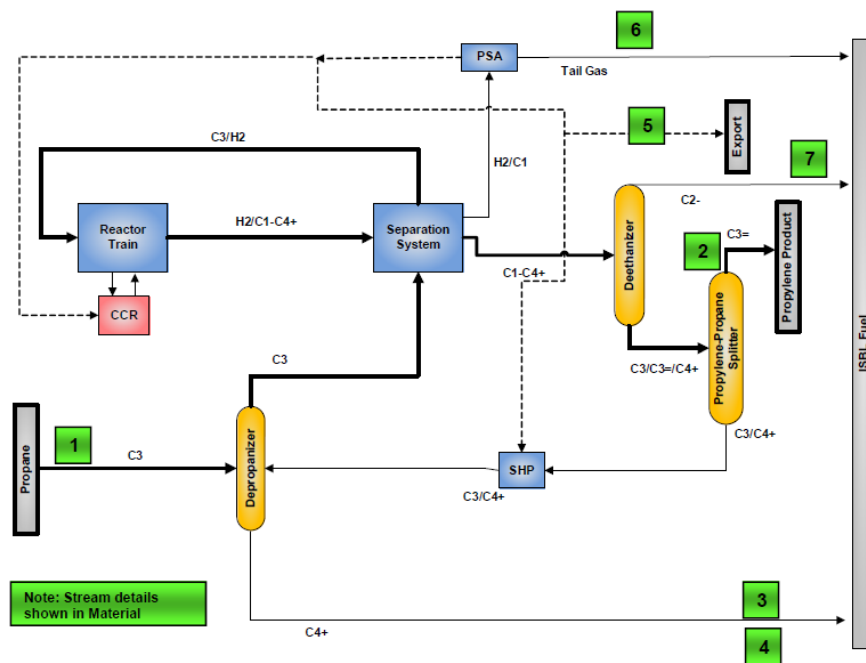 6
PSA
Tail Gas
5
Export
7
C3/H2
H2/C1
C2-
Reactor
Train
H2/C1-C4+
Separation
System
Deethanizer
2
C3=
Propylene Product
C1-C4+
CCR
Propylene-Propane
Splitter
ISBL Fuel
C3
C3/C3=/C4+
Propane
1
C3
Depropanizer
SHP
C3/C4+
C3/C4+
Note: Stream details
shown in Material
3
C4+
4